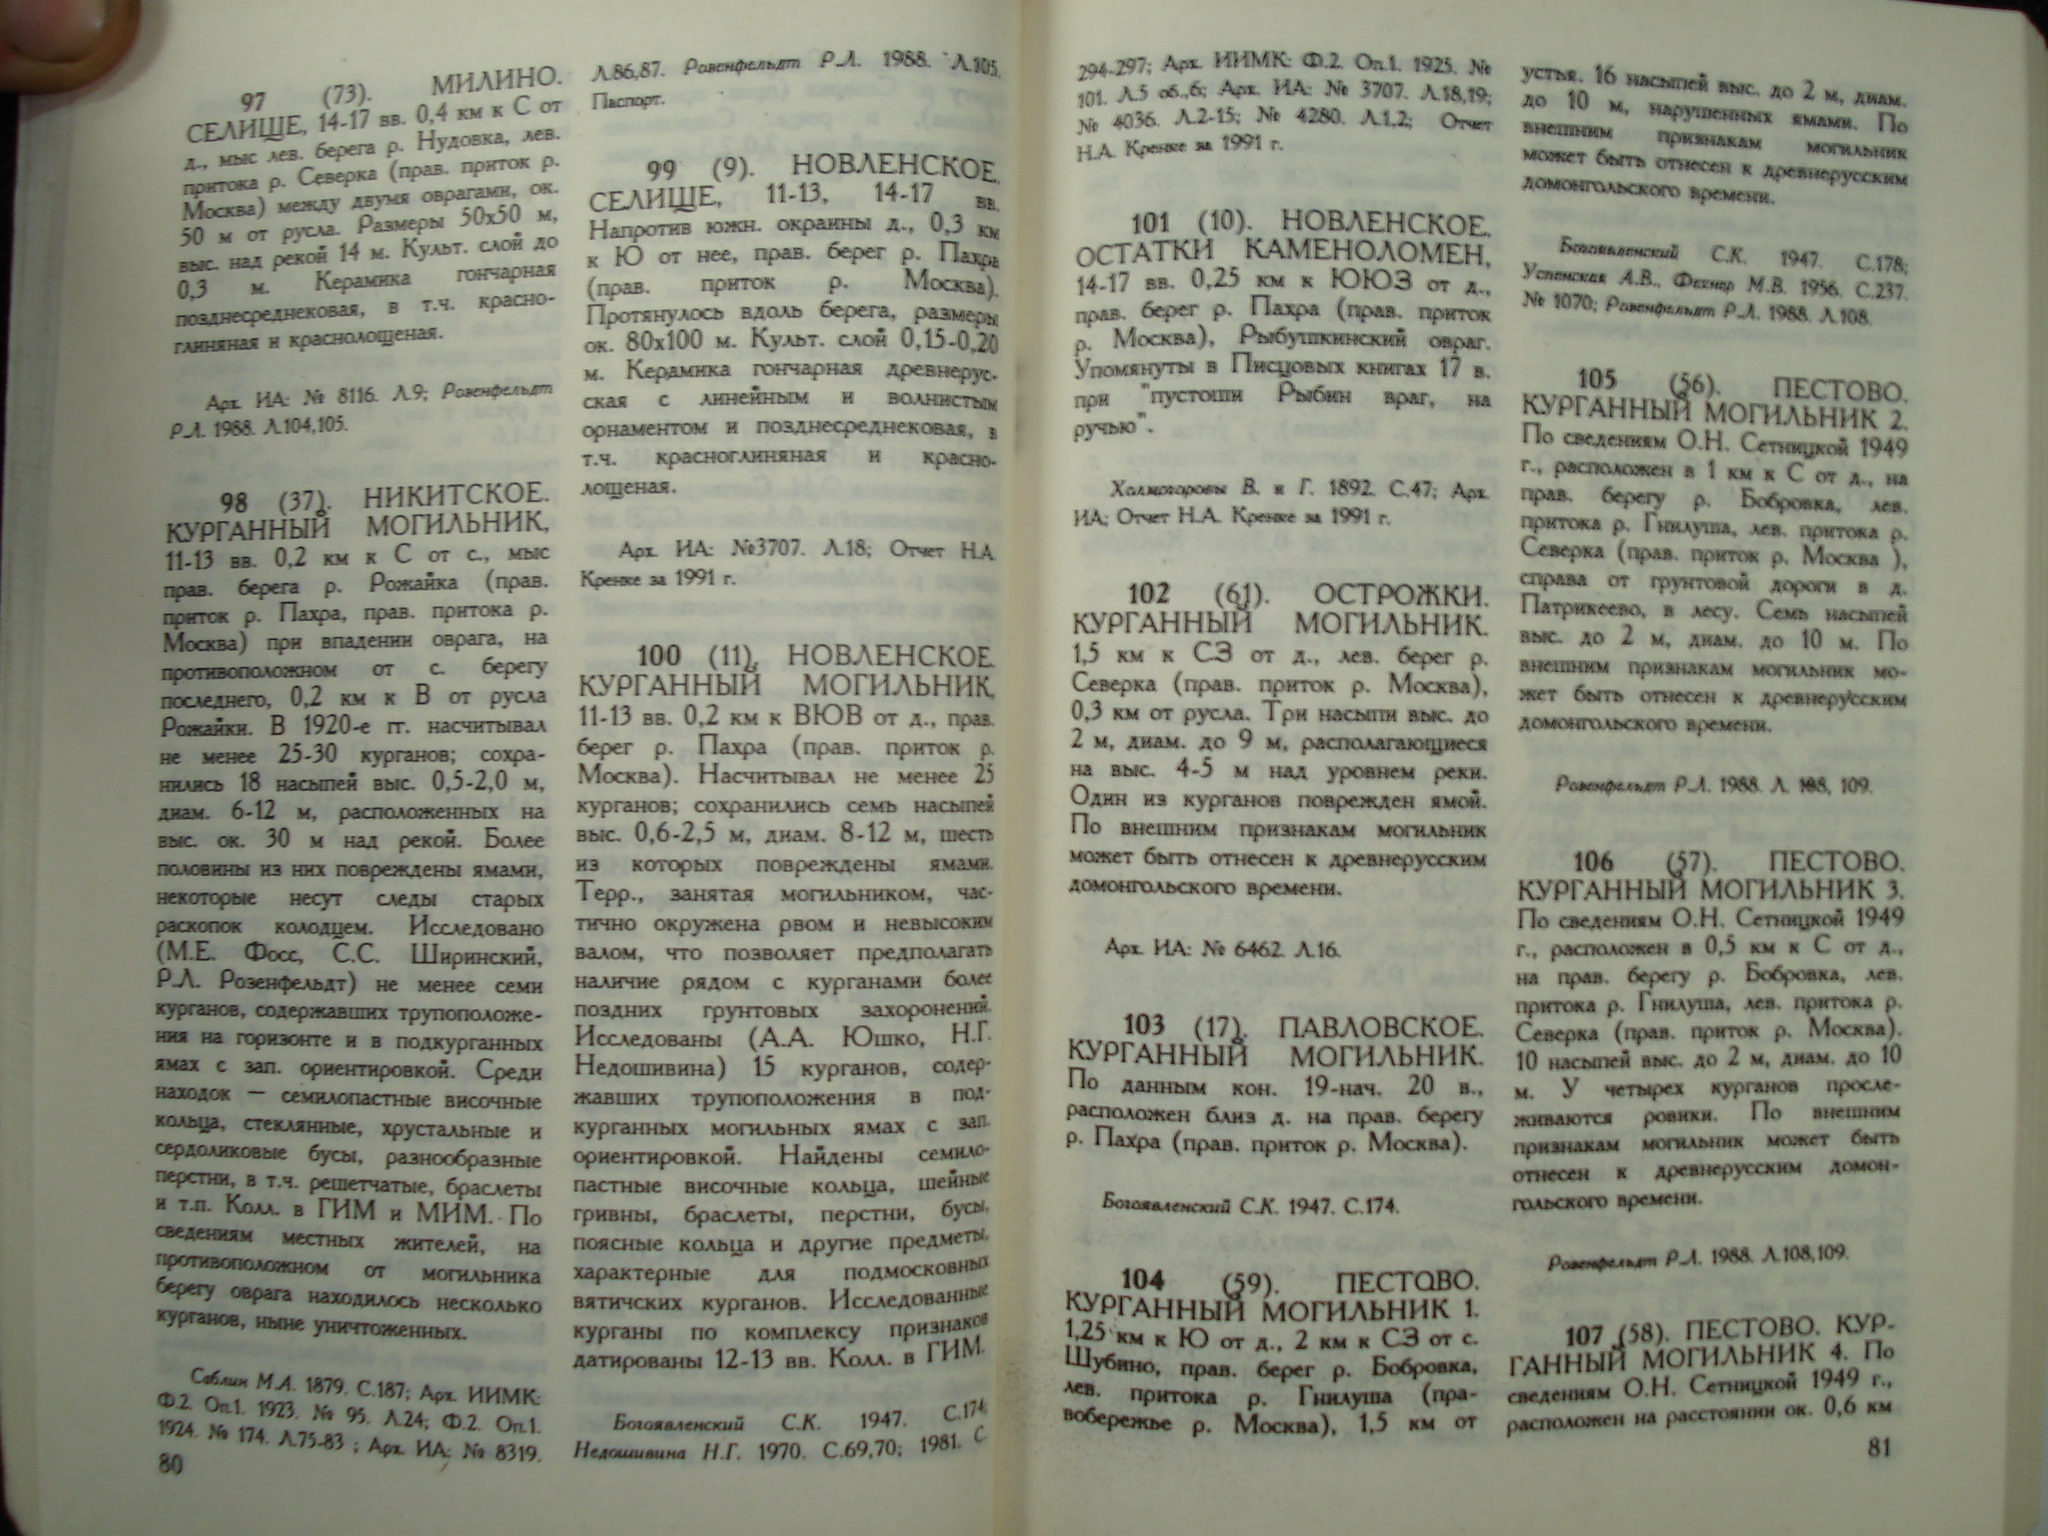 97 (73). МИЛИНО.
СЕЛИЩЕ, 14-17 вв. 0,4 км к С от
д., мыс лев. берега р. Нудовка, лев.
притока р. Северка (прав. приток р.
Москва) между двумя оврагами, ок.
50 м от русла. Размеры 50х50 м,
выс. над рекой 14 м. Культ. слой до
0,3 м. Керамика гончарная
позднесреднековая, в т.ч. красно-
глиняная и краснолощеная.
Арх. ИА: № 8116. Л.9; Розенфельдт
Р.Л. 1988. Л.104,105.
98 (37). НИКИТСКОЕ.
КУРГАННЫЙ МОГИЛЬНИК,
11-13 вв. 0,2 км к С от с., мыс
прав. берега р. Рожайка (прав.
приток р. Пахра, прав. притока р.
Москва) при впадении оврага, на
противоположном от с. берегу
последнего, 0,2 км к В от русла
Рожайки. В 1920-е гг. насчитывал
не менее 25-30 курганов; сохра-
нились 18 насыпей выс. 0,5-2,0 м,
диам. 6-12 м, расположенных на
выс. ок. 30 м над рекой. Более
половины из них повреждены ямами,
некоторые несут следы старых
раскопок колодцем. Исследовано
(М.Е. Фосс, С.С. Ширинский,
Р.Л. Розенфельдт) не менее семи
курганов, содержавших трупоположе-
ния на горизонте и в подкурганных
ямах с зап. ориентировкой. Среди
находок — семилопастные височные
кольца, стеклянные, хрустальные и
сердоликовые бусы, разнообразные
перстни, в т.ч. решетчатые, браслеты
и т.п. Колл. в ГИМ и МИМ. По
сведениям местных жителей, на
противоположном от могильника
берегу оврага находилось несколько
курганов, ныне уничтоженных.
Саблин М.А. 1879. С.187; Арх. ИИМК:
Ф.2. Оп.1. 1923. № 95. Л.24; Ф.2. Оп.1.
1924. № 174. Л.75-83 ; Арх. ИА: № 8319.
80
Л.86,87. Розенфельдт Р.Л. 1988. Л.105.
Паспорт.
99 (9). НОВЛЕНСКОЕ.
СЕЛИЩЕ, 11-13, 14-17 вв.
Напротив южн. окраины д., 0,3 км
к Ю от нее, прав. берег р. Пахра
(прав. приток р. Москва).
Протянулось вдоль берега, размеры
ок. 80х100 м. Культ. слой 0,15-0,20
м. Керамика гончарная древнерус-
ская с линейным и волнистым
орнаментом и позднесреднековая, в
т.ч. красноглиняная и красно-
лощеная.
Арх. ИА: №3707. Л.18; Отчет Н.А.
Кренке за 1991 г.
100 (11). НОВЛЕНСКОЕ.
КУРГАННЫЙ МОГИЛЬНИК,
11-13 вв. 0,2 км к ВЮВ от д., прав.
берег р. Пахра (прав. приток р.
Москва). Насчитывал не менее 25
курганов; сохранились семь насыпей
выс. 0,6-2,5 м, диам. 8-12 м, шесть
из которых повреждены ямами.
Терр., занятая могильником, час-
тично окружена рвом и невысоким
валом, что позволяет предполагать
наличие рядом с курганами более
поздних грунтовых захоронений.
Исследованы (А.А. Юшко, Н.Г.
Недошивина) 15 курганов, содер-
жавших трупоположения в под-
курганных могильных ямах с зап.
ориентировкой. Найдены семило-
пастные височные кольца, шейные
гривны, браслеты, перстни, бусы,
поясные кольца и другие предметы,
характерные для подмосковных
вятичских курганов. Исследованные
курганы по комплексу признаков
датированы 12-13 вв. Колл. в ГИМ.
Богоявленский С.К. 1947. С.174;
Недошивина Н.Г. 1970. С.69,70; 1981. С.
294-297; Арх. ИИМК: Ф.2. Оп.1. 1925. №
101. Л.5 об.,6; Арх. ИА: № 3707. Л.18,19;
№ 4036. Л.2-15; № 4280. Л.1,2; Отчет
Н.А. Кренке за 1991 г.
101 (10). НОВЛЕНСКОЕ.
ОСТАТКИ КАМЕНОЛОМЕН,
14-17 вв. 0,25 км к ЮЮЗ от д.,
прав. берег р. Пахра (прав. приток
р. Москва), Рыбушкинский овраг.
Упомянуты в Писцовых книгах 17 в.
при "пустоши Рыбин враг, на
ручью".
Холмогоровы В. и Г. 1892. С.47; Арх.
ИА; Отчет Н.А. Кренке за 1991 г.
102 (61). ОСТРОЖКИ.
КУРГАННЫЙ МОГИЛЬНИК.
1,5 км к СЗ от д., лев. берег р.
Северка (прав. приток р. Москва),
0,3 км от русла. Три насыпи выс. до
2 м, диам. до 9 м, располагающиеся
на выс. 4-5 м над уровнем реки.
Один из курганов поврежден ямой.
По внешним признакам могильник
может быть отнесен к древнерусским
домонгольского времени.
Арх. ИА: № 6462. Л.16.
103 (17). ПАВЛОВСКОЕ.
КУРГАННЫЙ МОГИЛЬНИК.
По данным кон. 19-нач. 20 в.,
расположен близ д. на прав. берегу
р. Пахра (прав. приток р. Москва).
Богоявленский С.К. 1947. С.174.
104 (59). ПЕСТОВО.
КУРГАННЫЙ МОГИЛЬНИК 1.
1,25 км к Ю от д., 2 км к СЗ от с.
Шубино, прав. берег р. Бобровка,
лев. притока р. Гнилуша (пра-
вобережье р. Москва), 1,5 км от
устья. 16 насыпей выс. до 2 м, диам.
до 10 м, нарушенных ямами. По
внешним признакам могильник
может быть отнесен к древнерусским
домонгольского времени.
Богоявленский С.К. 1947. С.178;
Успенская А.В., Фехнер М.В. 1956. С.237.
№ 1070; Розенфельдт Р.Л. 1988. Л.108.
105 (56). ПЕСТОВО.
КУРГАННЫЙ МОГИЛЬНИК 2.
По сведениям О.Н. Сетницкой 1949
г., расположен в 1 км к С от д., на
прав. берегу р. Бобровка, лев.
притока р. Гнилуша, лев. притока р.
Северка (прав. приток р. Москва ),
справа от грунтовой дороги в д.
Патрикеево, в лесу. Семь насыпей
выс. до 2 м, диам. до 10 м. По
внешним признакам могильник мо-
жет быть отнесен к древнерусским
домонгольского времени.
Розенфельдт Р.Л. 1988. Л. 108, 109.
106 (57). ПЕСТОВО.
КУРГАННЫЙ МОГИЛЬНИК 3.
По сведениям О.Н. Сетницкой 1949
г., расположен в 0,5 км к С от д.,
на прав. берегу р. Бобровка, лев.
притока р. Гнилуша, лев. притока р.
Северка (прав. приток р. Москва).
10 насыпей выс. до 2 м, диам. до 10
м. У четырех курганов просле-
живаются ровики. По внешним
признакам могильник может быть
отнесен к древнерусским домон-
гольского времени.
Розенфельдт Р.Л. 1988. Л.108,109.
107 (58). ПЕСТОВО. КУР-
ГАННЫЙ МОГИЛЬНИК 4. По
сведениям О.Н. Сетницкой 1949 г.,
расположен на расстоянии ок. 0,6 км
81